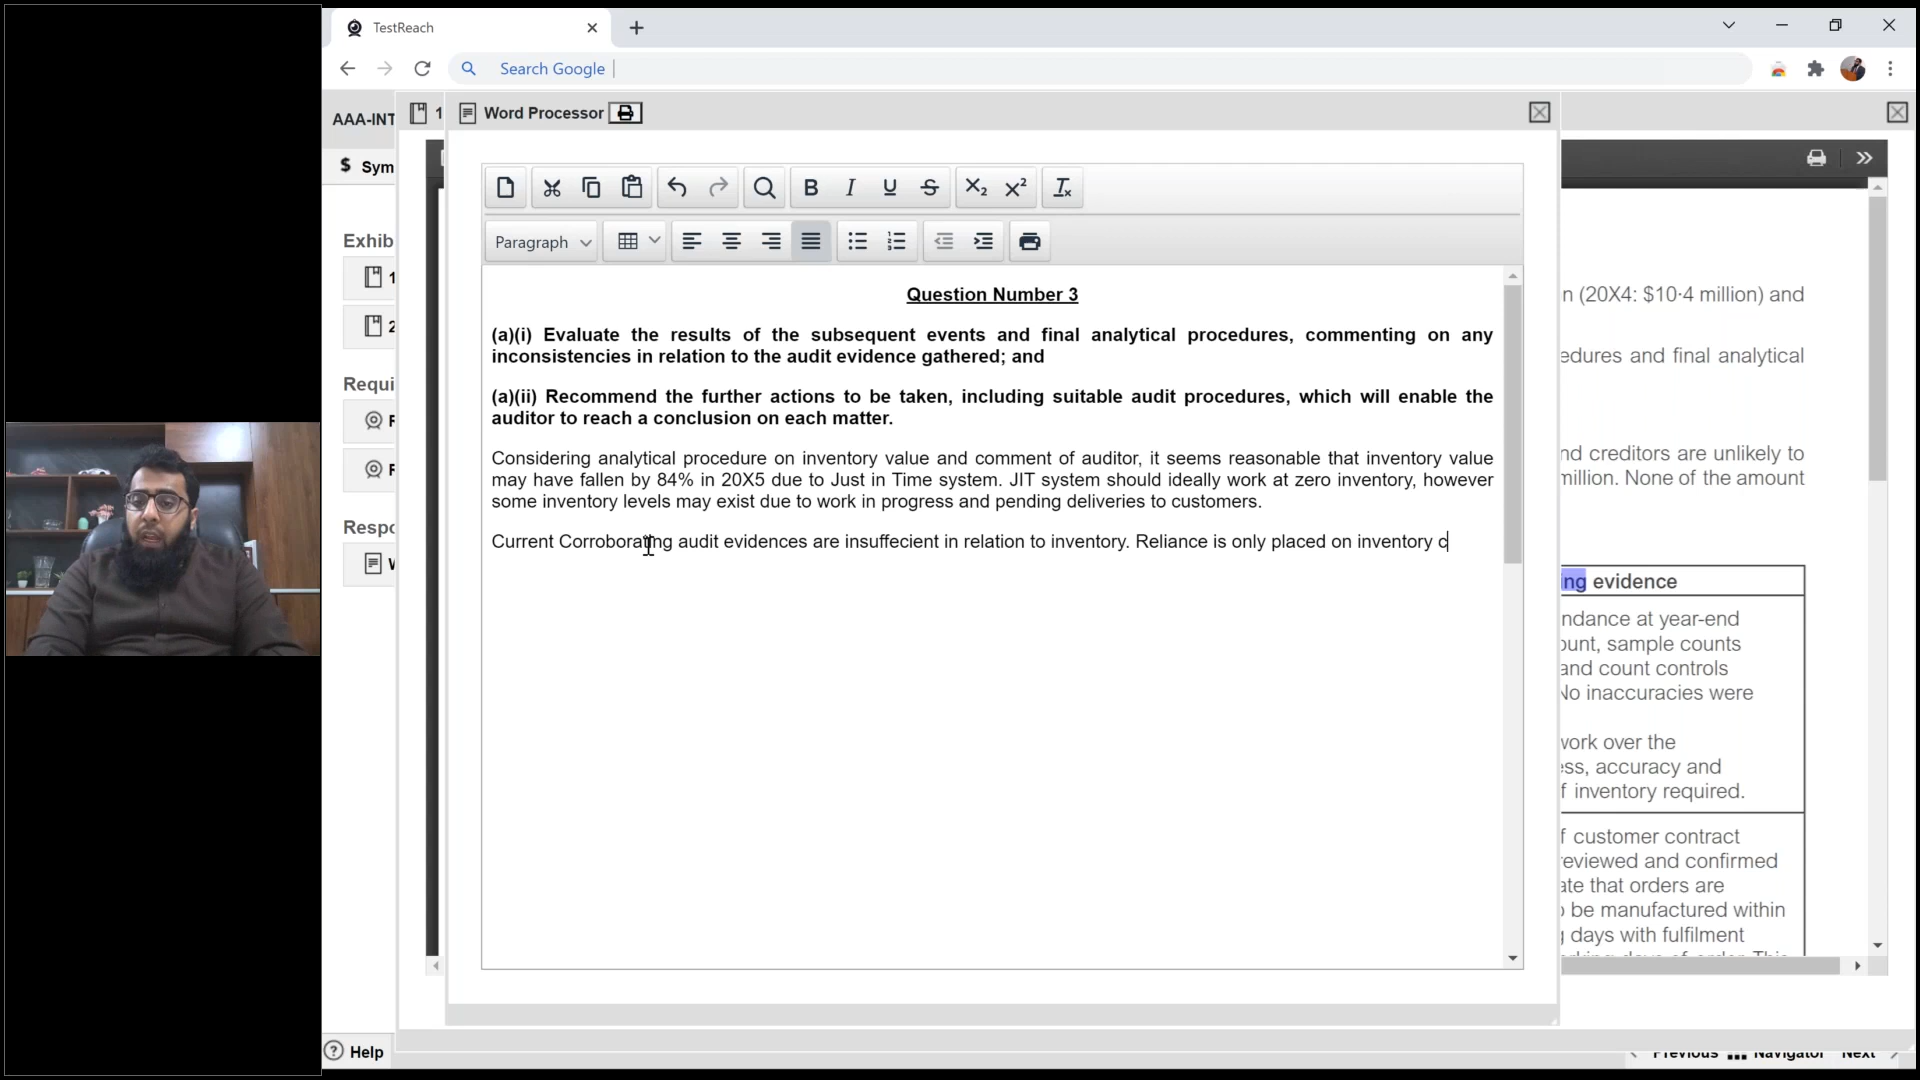 TestReach
Search Google
AAA-INT
1
Word Processor
$ Sym
Paragraph
Exhib
1
2
Requi
F
F
Respo
Question Number 3
(a)(i) Evaluate the results of the subsequent events and final analytical procedures, commenting on any
inconsistencies in relation to the audit evidence gathered; and
(a)(ii) Recommend the further actions to be taken, including suitable audit procedures, which will enable the
auditor to reach a conclusion on each matter.
Considering analytical procedure on inventory value and comment of auditor, it seems reasonable that inventory value
may have fallen by 84% in 20X5 due to Just in Time system. JIT system should ideally work at zero inventory, however
some inventory levels may exist due to work in progress and pending deliveries to customers.
Current Corroborating audit evidences are insuffecient in relation to inventory. Reliance is only placed on inventory c
n (20X4: $10·4 million) and
edures and final analytical
nd creditors are unlikely to
million. None of the amount
ing evidence
ndance at year-end
ount, sample counts
and count controls
No inaccuracies were
work over the
ess, accuracy and
f inventory required.
f customer contract
reviewed and confirmed
ate that orders are
o be manufactured within
g days with fulfilment
Help
Previous
Navigator
Next